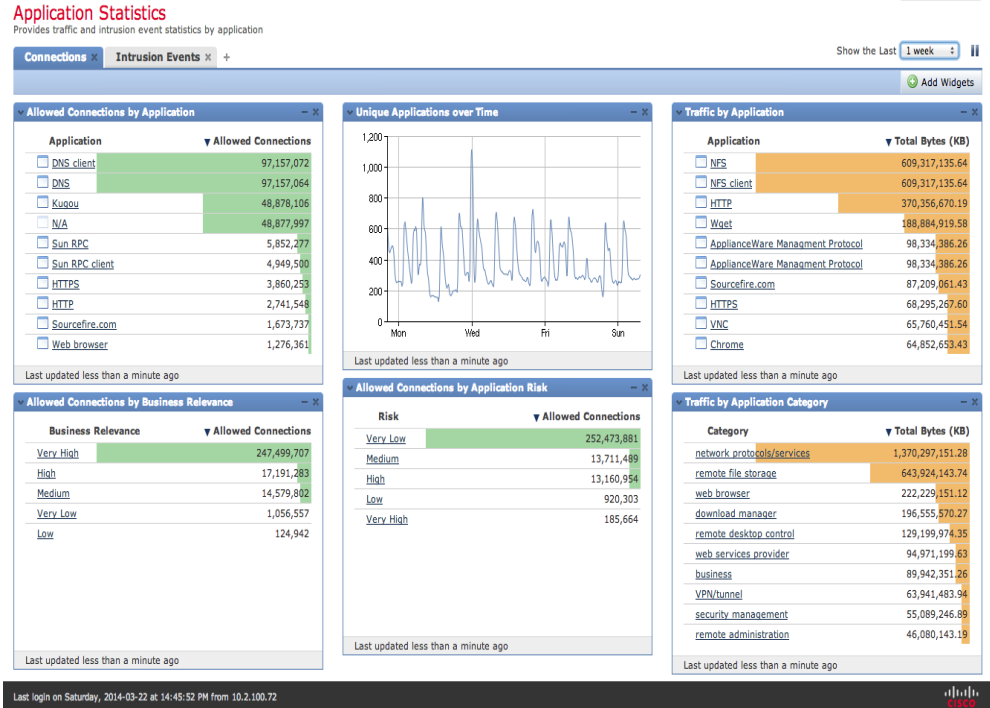 Application Statistics
Provides traffic and intrusion event statistics by application
Connections × Intrusion Events × +
Show the Last 1 week
Add Widgets
Allowed Connections by Application
Application Allowed Connections
DNS client 97,157,072
DNS 97,157,064
Kugou 48,878,106
N/A 48,877,997
Sun RPC 5,852,277
Sun RPC client 4,949,500
HTTPS 3,860,253
HTTP 2,741,548
Sourcefire.com 1,673,737
Web browser 1,276,361
Last updated less than a minute ago
Unique Applications over Time
1,200
1,000
800
600
400
200
0
Mon Wed Fri Sun
Last updated less than a minute ago
Traffic by Application
Application Total Bytes (KB)
NFS 609,317,135.64
NFS client 609,317,135.64
HTTP 370,356,670.19
Wget 188,884,919.58
ApplianceWare Managment Protocol 98,334,386.26
ApplianceWare Managment Protocol 98,334,386.26
Sourcefire.com 87,209,061.43
HTTPS 68,295,267.60
VNC 65,760,451.54
Chrome 64,852,653.43
Last updated less than a minute ago
Allowed Connections by Business Relevance
Business Relevance Allowed Connections
Very High 247,499,707
High 17,191,283
Medium 14,579,802
Very Low 1,056,557
Low 124,942
Last updated less than a minute ago
Allowed Connections by Application Risk
Risk Allowed Connections
Very Low 252,473,881
Medium 13,711,489
High 13,160,954
Low 920,303
Very High 185,664
Last updated less than a minute ago
Traffic by Application Category
Category Total Bytes (KB)
network protocols/services 1,370,297,151.28
remote file storage 643,924,143.74
web browser 222,229,151.12
download manager 196,555,570.27
remote desktop control 129,199,974.35
web services provider 94,971,199.63
business 89,942,351.26
VPN/tunnel 63,941,483.94
security management 55,089,246.89
remote administration 46,080,143.19
Last updated less than a minute ago
Last login on Saturday, 2014-03-22 at 14:45:52 PM from 10.2.100.72
CISCO